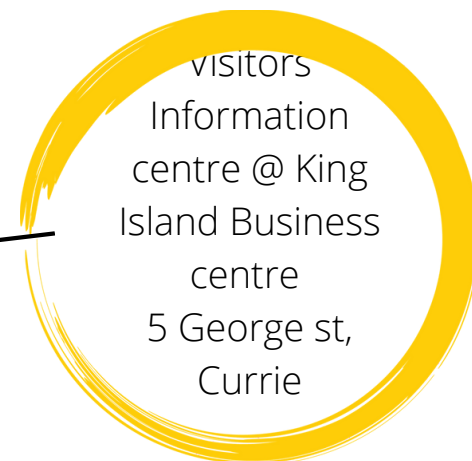 Visitors
Information
centre @ King
Island Business
centre
5 George st,
Currie